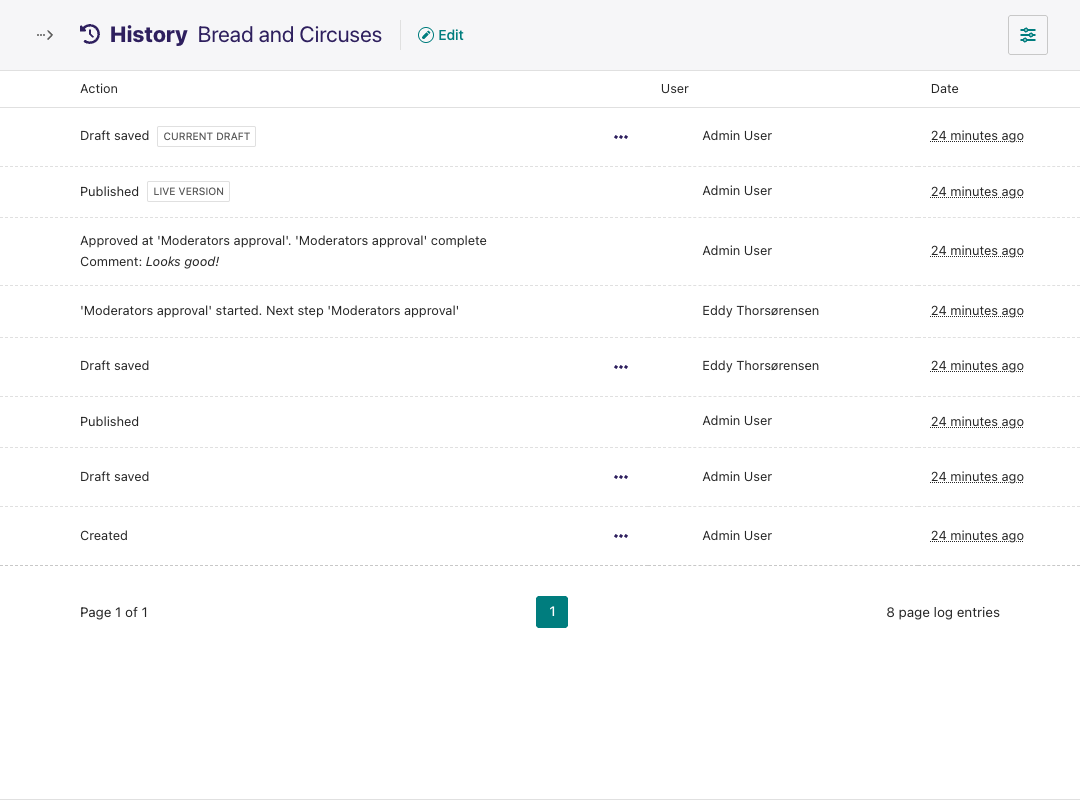 History Bread and Circuses Edit
Action User Date
Draft saved CURRENT DRAFT Admin User 24 minutes ago
Published LIVE VERSION Admin User 24 minutes ago
Approved at 'Moderators approval'. 'Moderators approval' complete
Comment: Looks good! Admin User 24 minutes ago
'Moderators approval' started. Next step 'Moderators approval' Eddy Thorsørensen 24 minutes ago
Draft saved Eddy Thorsørensen 24 minutes ago
Published Admin User 24 minutes ago
Draft saved Admin User 24 minutes ago
Created Admin User 24 minutes ago
Page 1 of 1 1 8 page log entries